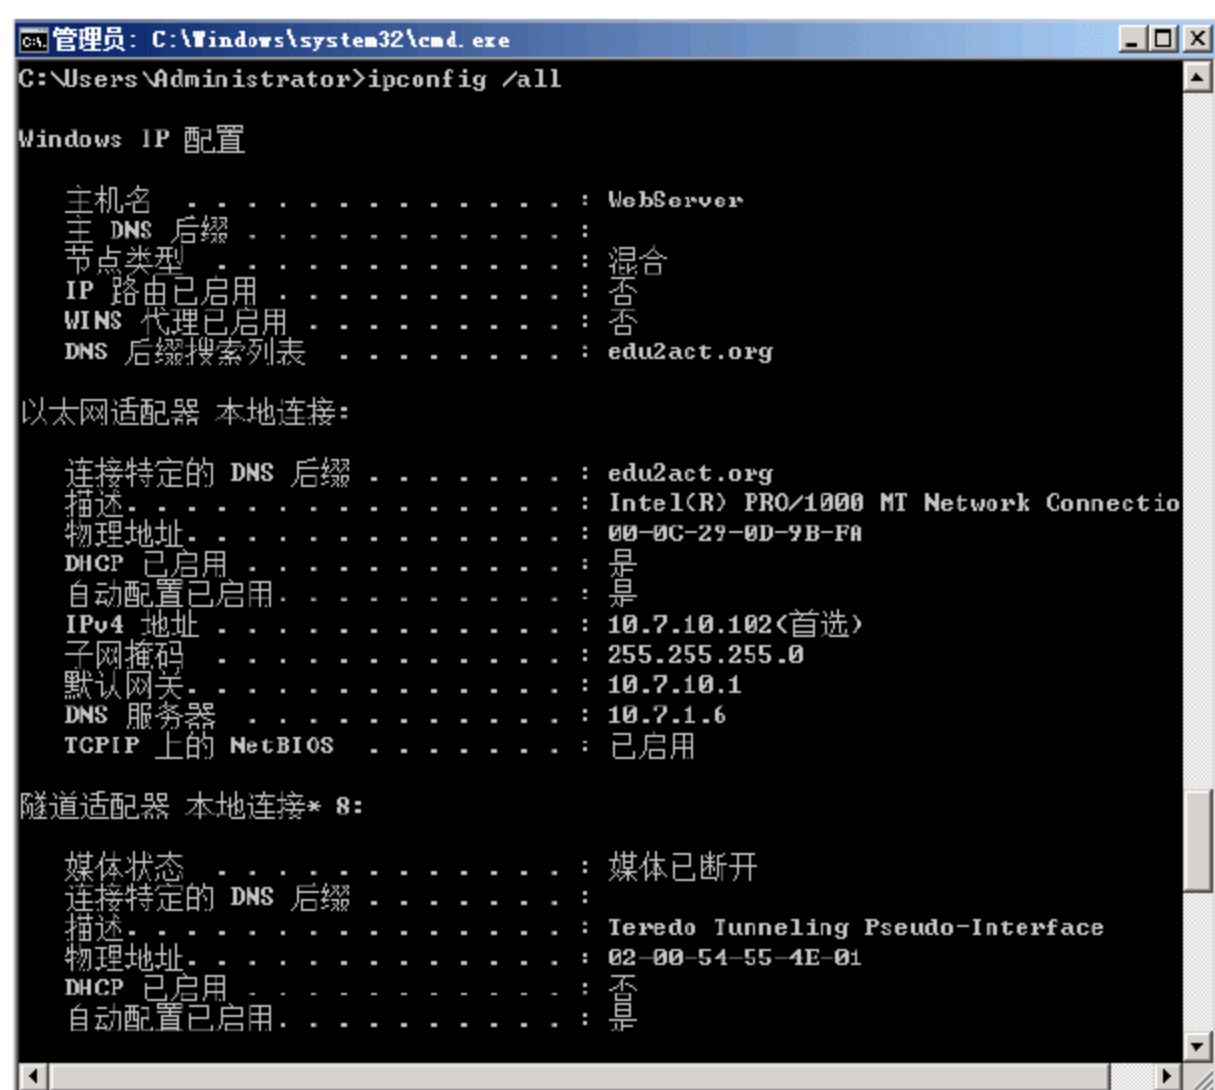 管理员: C:\Windows\system32\cmd.exe
C:\Users\Administrator>ipconfig /all
Windows IP 配置
主机名 . . . . . . . . . . . . . : WebServer
主 DNS 后缀 . . . . . . . . . . . :
节点类型 . . . . . . . . . . . . : 混合
IP 路由已启用 . . . . . . . . . . : 否
WINS 代理已启用 . . . . . . . . . : 否
DNS 后缀搜索列表 . . . . . . . . : edu2act.org
以太网适配器 本地连接:
连接特定的 DNS 后缀 . . . . . . . : edu2act.org
描述. . . . . . . . . . . . . . . : Intel(R) PRO/1000 MT Network Connectio
物理地址. . . . . . . . . . . . . : 00-0C-29-0D-9B-FA
DHCP 已启用 . . . . . . . . . . . : 是
自动配置已启用. . . . . . . . . . : 是
IPv4 地址 . . . . . . . . . . . . : 10.7.10.102(首选)
子网掩码 . . . . . . . . . . . . : 255.255.255.0
默认网关. . . . . . . . . . . . . : 10.7.10.1
DNS 服务器 . . . . . . . . . . . : 10.7.1.6
TCPIP 上的 NetBIOS . . . . . . . : 已启用
隧道适配器 本地连接* 8:
媒体状态 . . . . . . . . . . . . : 媒体已断开
连接特定的 DNS 后缀 . . . . . . . :
描述. . . . . . . . . . . . . . . : Teredo Tunneling Pseudo-Interface
物理地址. . . . . . . . . . . . . : 02-00-54-55-4E-01
DHCP 已启用 . . . . . . . . . . . : 否
自动配置已启用. . . . . . . . . . : 是